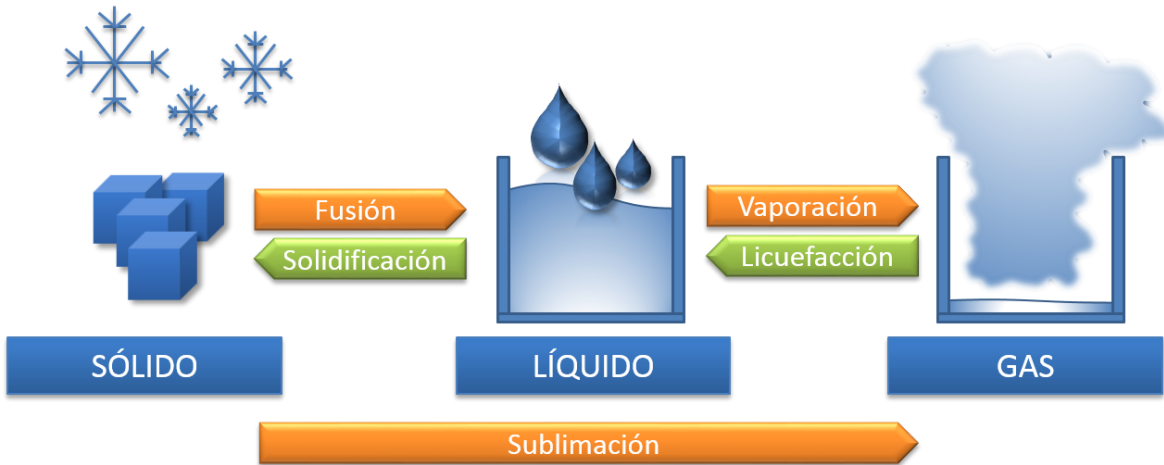 Fusión
Solidificación
Vaporación
Licuefacción
SÓLIDO
LÍQUIDO
GAS
Sublimación